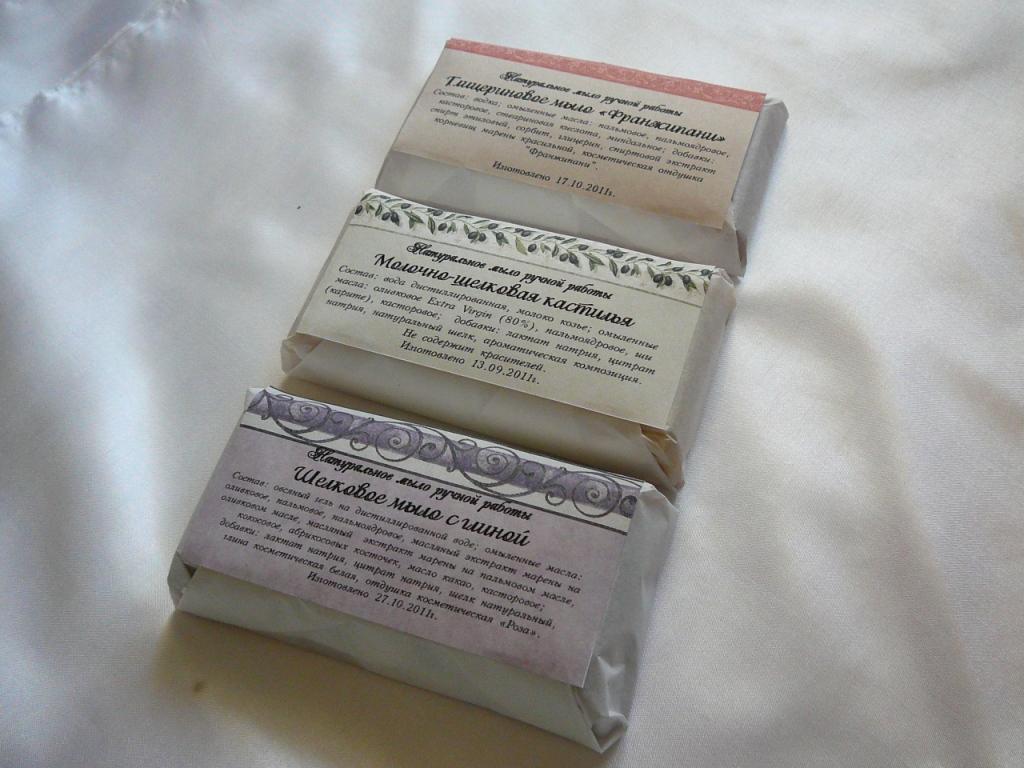 Натуральное мыло ручной работы
Глицериновое мыло «Франжипани»
Состав: водка; омыленные масла: пальмовое, пальмоядровое,
касторовое, стеариновая кислота, миндальное; добавки:
спирт этиловый, сорбит, глицерин, спиртовой экстракт
корневищ марены красильной, косметическая отдушка
"Франжипани".
Изготовлено 17.10.2011г.
Натуральное мыло ручной работы
Молочно-шелковая кастилья
Состав: вода дистиллированная, молоко козье; омыленные
масла: оливковое Extra Virgin (80%), пальмоядровое, ши
(карите), касторовое; добавки: лактат натрия, цитрат
натрия, натуральный шелк, ароматическая композиция.
Не содержит красителей.
Изготовлено 13.09.2011г.
Натуральное мыло ручной работы
Шелковое мыло с глиной
Состав: овсяный гель на дистиллированной воде; омыленные масла:
оливковое, пальмовое, пальмоядровое, масляный экстракт марены на
оливковом масле, масляный экстракт марены на пальмовом масле,
кокосовое, абрикосовых косточек, масло какао, касторовое;
добавки: лактат натрия, цитрат натрия, шелк натуральный,
глина косметическая белая, отдушка косметическая «Роза».
Изготовлено 27.10.2011г.